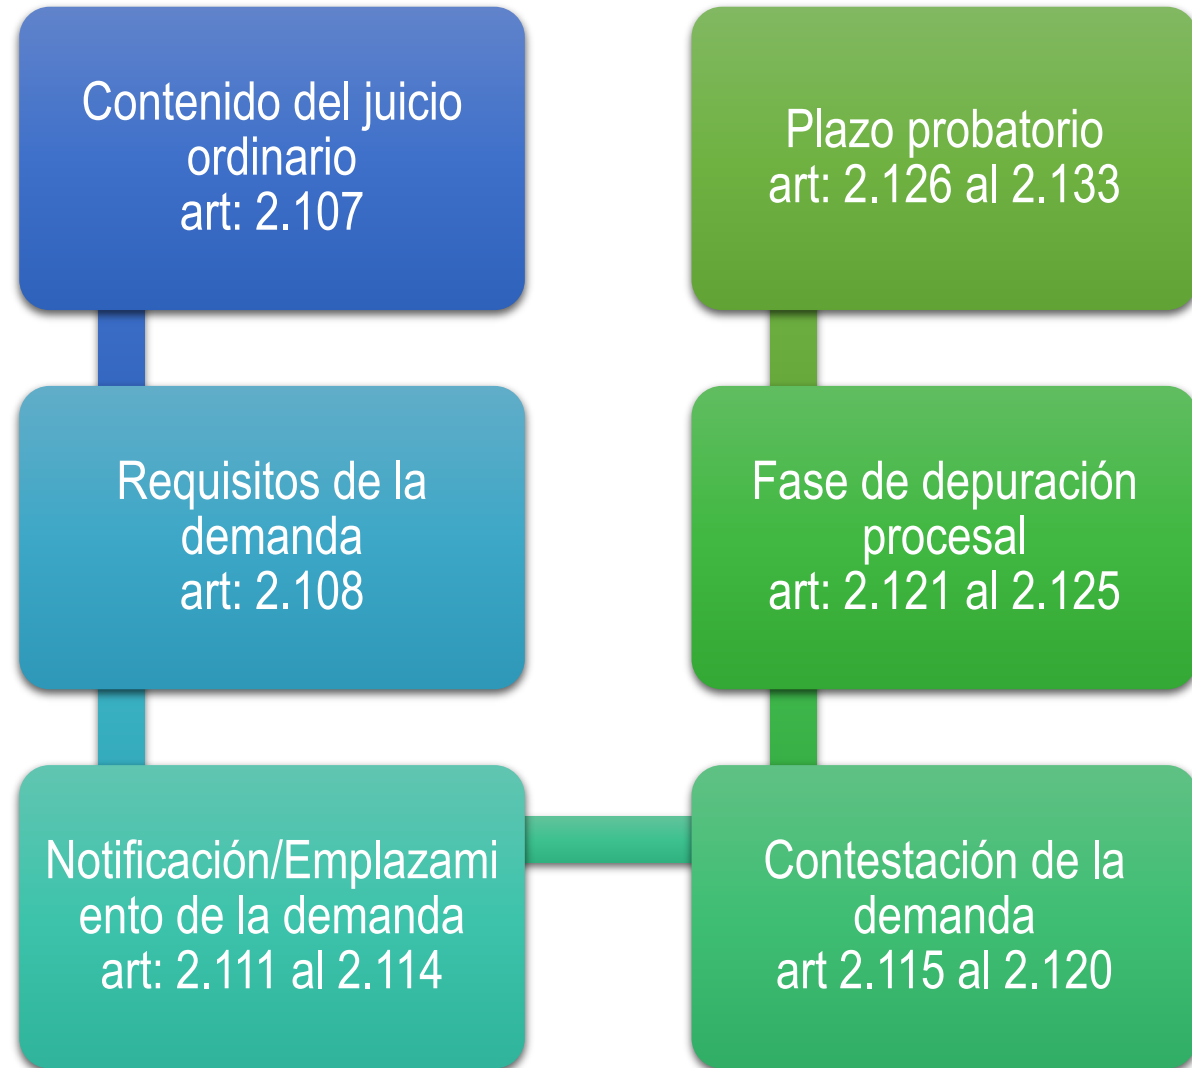 Contenido del juicio
ordinario
art: 2.107
Requisitos de la
demanda
art: 2.108
Notificación/Emplazami
ento de la demanda
art: 2.111 al 2.114
Contestación de la
demanda
art 2.115 al 2.120
Fase de depuración
procesal
art: 2.121 al 2.125
Plazo probatorio
art: 2.126 al 2.133